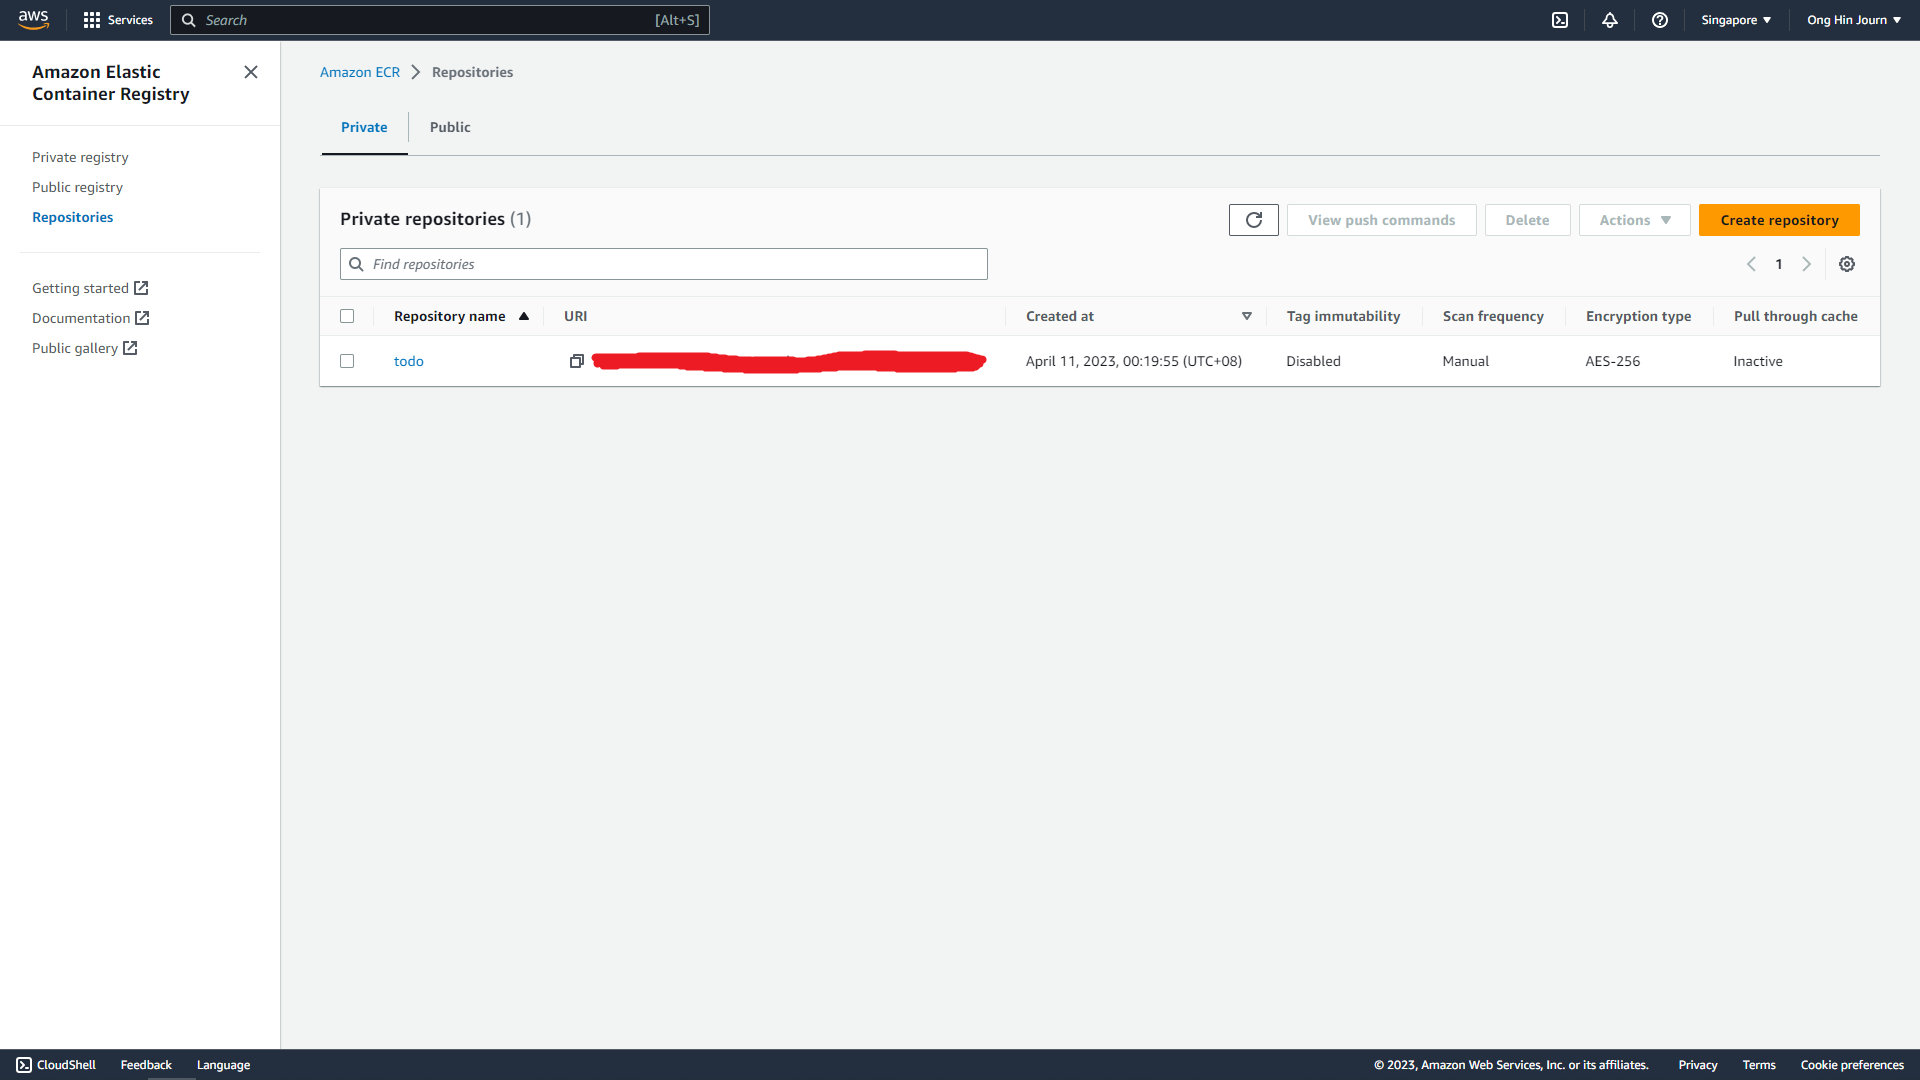 aws Services Search [Alt+S] Singapore Ong Hin Journ
Amazon Elastic
Container Registry
Private registry
Public registry
Repositories
Getting started
Documentation
Public gallery
Amazon ECR Repositories
Private Public
Private repositories (1) View push commands Delete Actions Create repository
Find repositories 1
Repository name URI Created at Tag immutability Scan frequency Encryption type Pull through cache
todo April 11, 2023, 00:19:55 (UTC+08) Disabled Manual AES-256 Inactive
CloudShell Feedback Language © 2023, Amazon Web Services, Inc. or its affiliates. Privacy Terms Cookie preferences